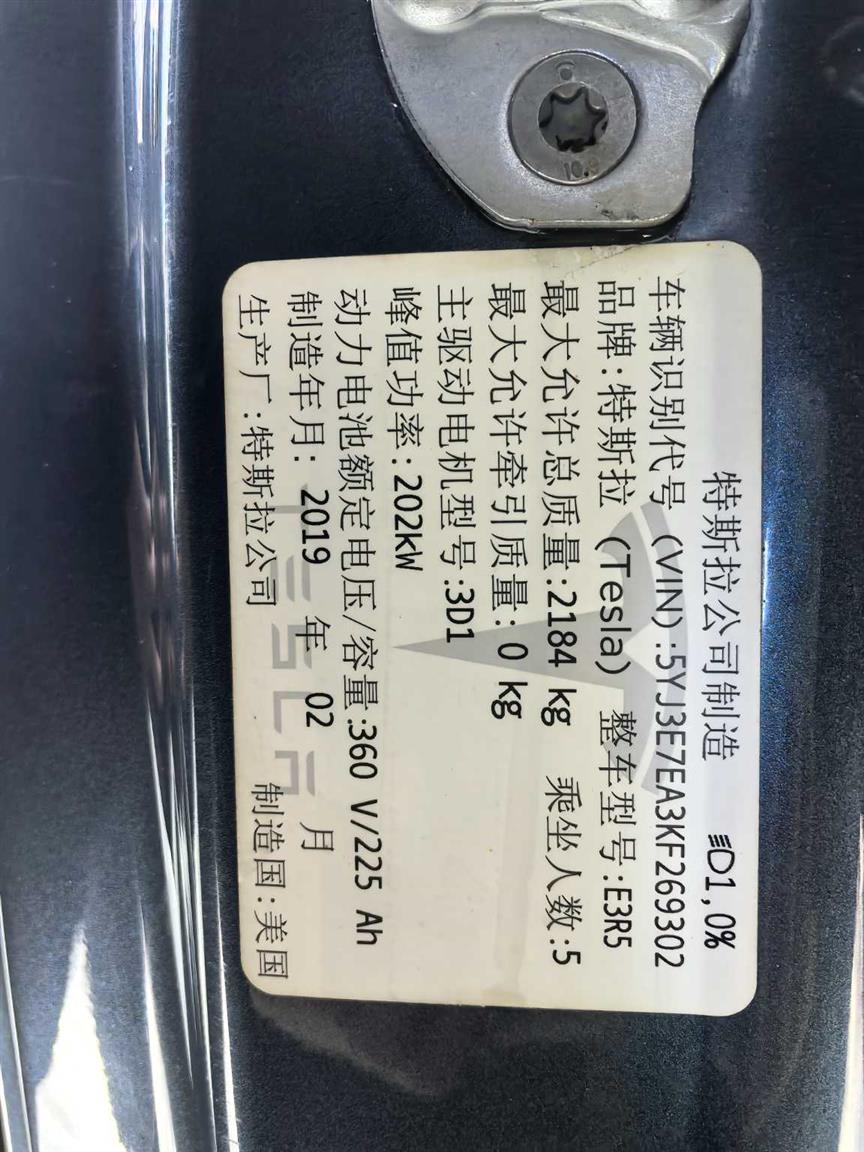 10.9
特斯拉公司制造 1,0%
车辆识别代号(VIN):5YJ3E7EA3KF269302
品牌:特斯拉(Tesla) 整车型号:E3R5
最大允许总质量:2184 kg 乘坐人数:5
最大允许牵引质量: 0 kg
主驱动电机型号:3D1
峰值功率:202kW
动力电池额定电压/容量:360 V/225 Ah
制造年月: 2019 年 02 月
生产厂:特斯拉公司 制造国:美国
TESLA